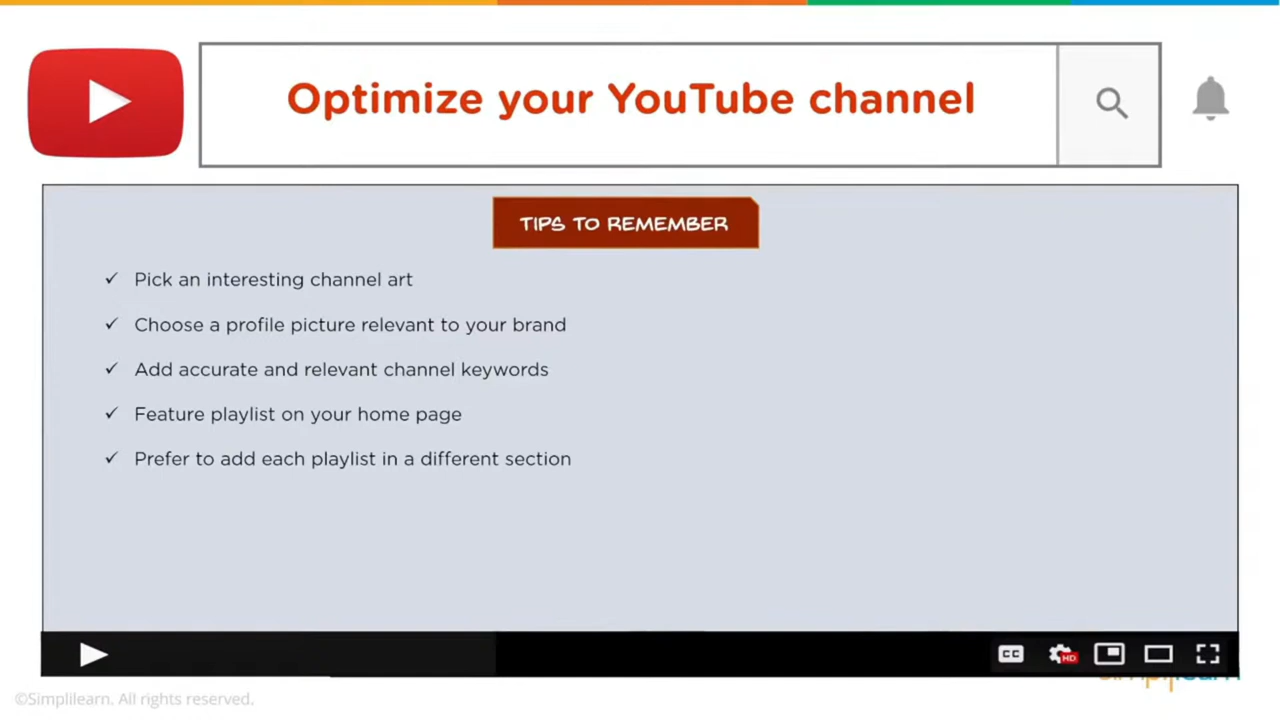 Optimize your YouTube channel
TIPS TO REMEMBER
Pick an interesting channel art
Choose a profile picture relevant to your brand
Add accurate and relevant channel keywords
Feature playlist on your home page
Prefer to add each playlist in a different section
CC
HD
©Simplilearn. All rights reserved.